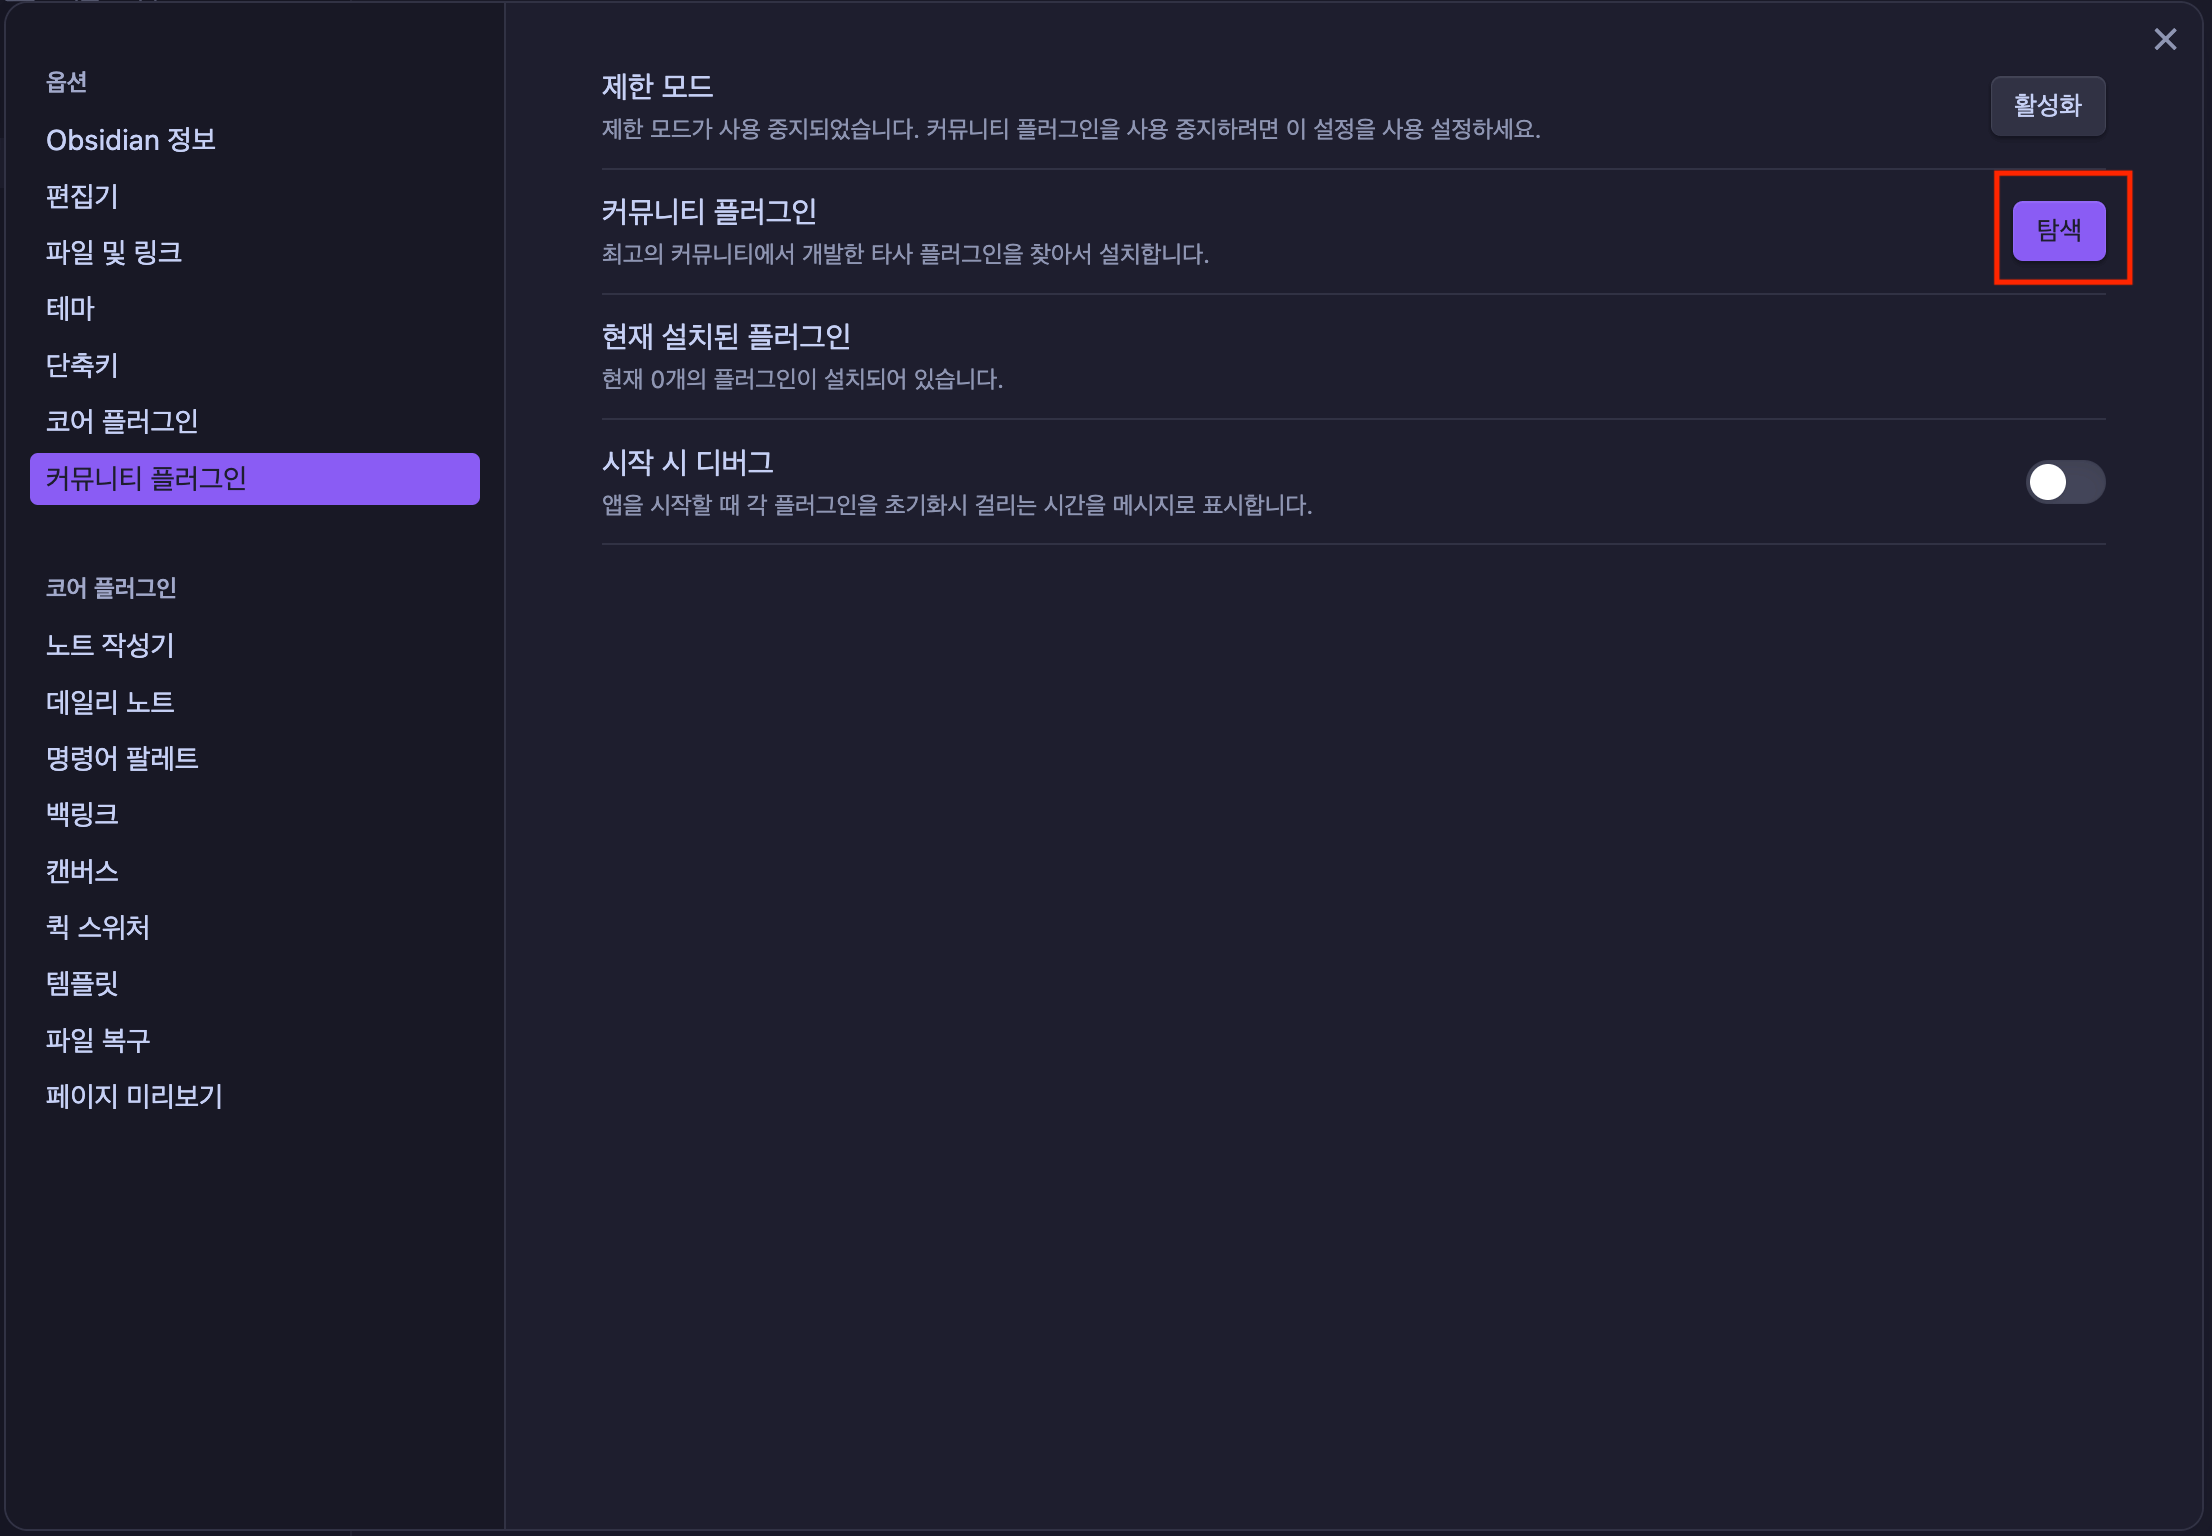 옵션
Obsidian 정보
편집기
파일 및 링크
테마
단축키
코어 플러그인
커뮤니티 플러그인
코어 플러그인
노트 작성기
데일리 노트
명령어 팔레트
백링크
캔버스
퀵 스위처
템플릿
파일 복구
페이지 미리보기
제한 모드
제한 모드가 사용 중지되었습니다. 커뮤니티 플러그인을 사용 중지하려면 이 설정을 사용 설정하세요.
활성화
커뮤니티 플러그인
최고의 커뮤니티에서 개발한 타사 플러그인을 찾아서 설치합니다.
탐색
현재 설치된 플러그인
현재 0개의 플러그인이 설치되어 있습니다.
시작 시 디버그
앱을 시작할 때 각 플러그인을 초기화시 걸리는 시간을 메시지로 표시합니다.